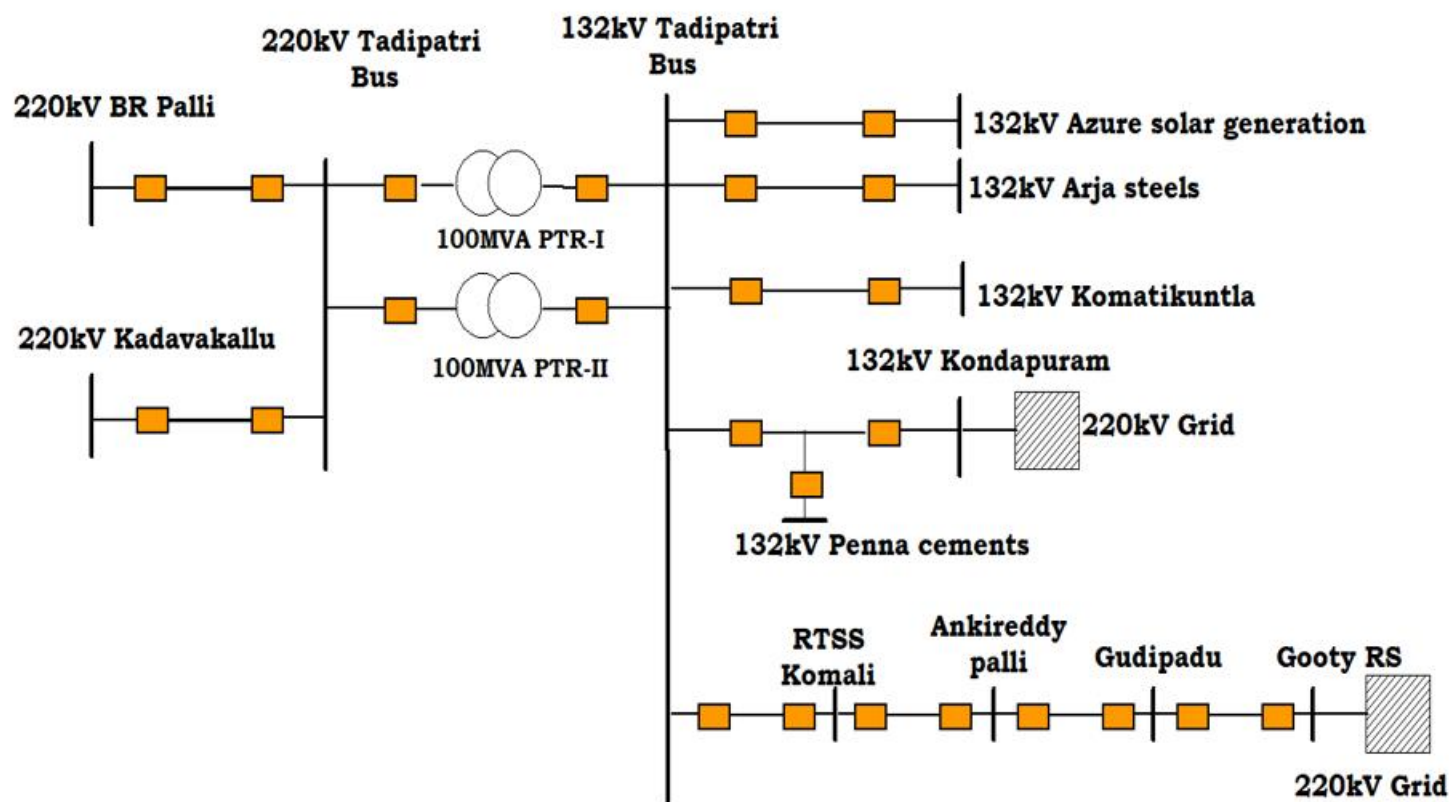 220kV Tadipatri
Bus
132kV Tadipatri
Bus
220kV BR Palli
132kV Azure solar generation
132kV Arja steels
100MVA PTR-I
132kV Komatikuntla
220kV Kadavakallu
100MVA PTR-II
132kV Kondapuram
220kV Grid
132kV Penna cements
RTSS
Komali
Ankireddy
palli
Gudipadu
Gooty RS
220kV Grid